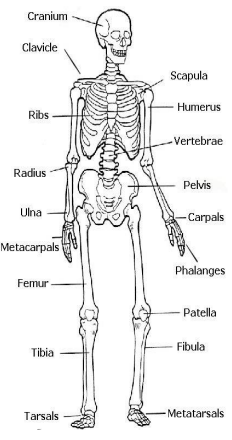 Cranium
Clavicle
Scapula
Ribs
Humerus
Vertebrae
Radius
Pelvis
Ulna
Carpals
Metacarpals
Phalanges
Femur
Patella
Tibia
Fibula
Tarsals
Metatarsals